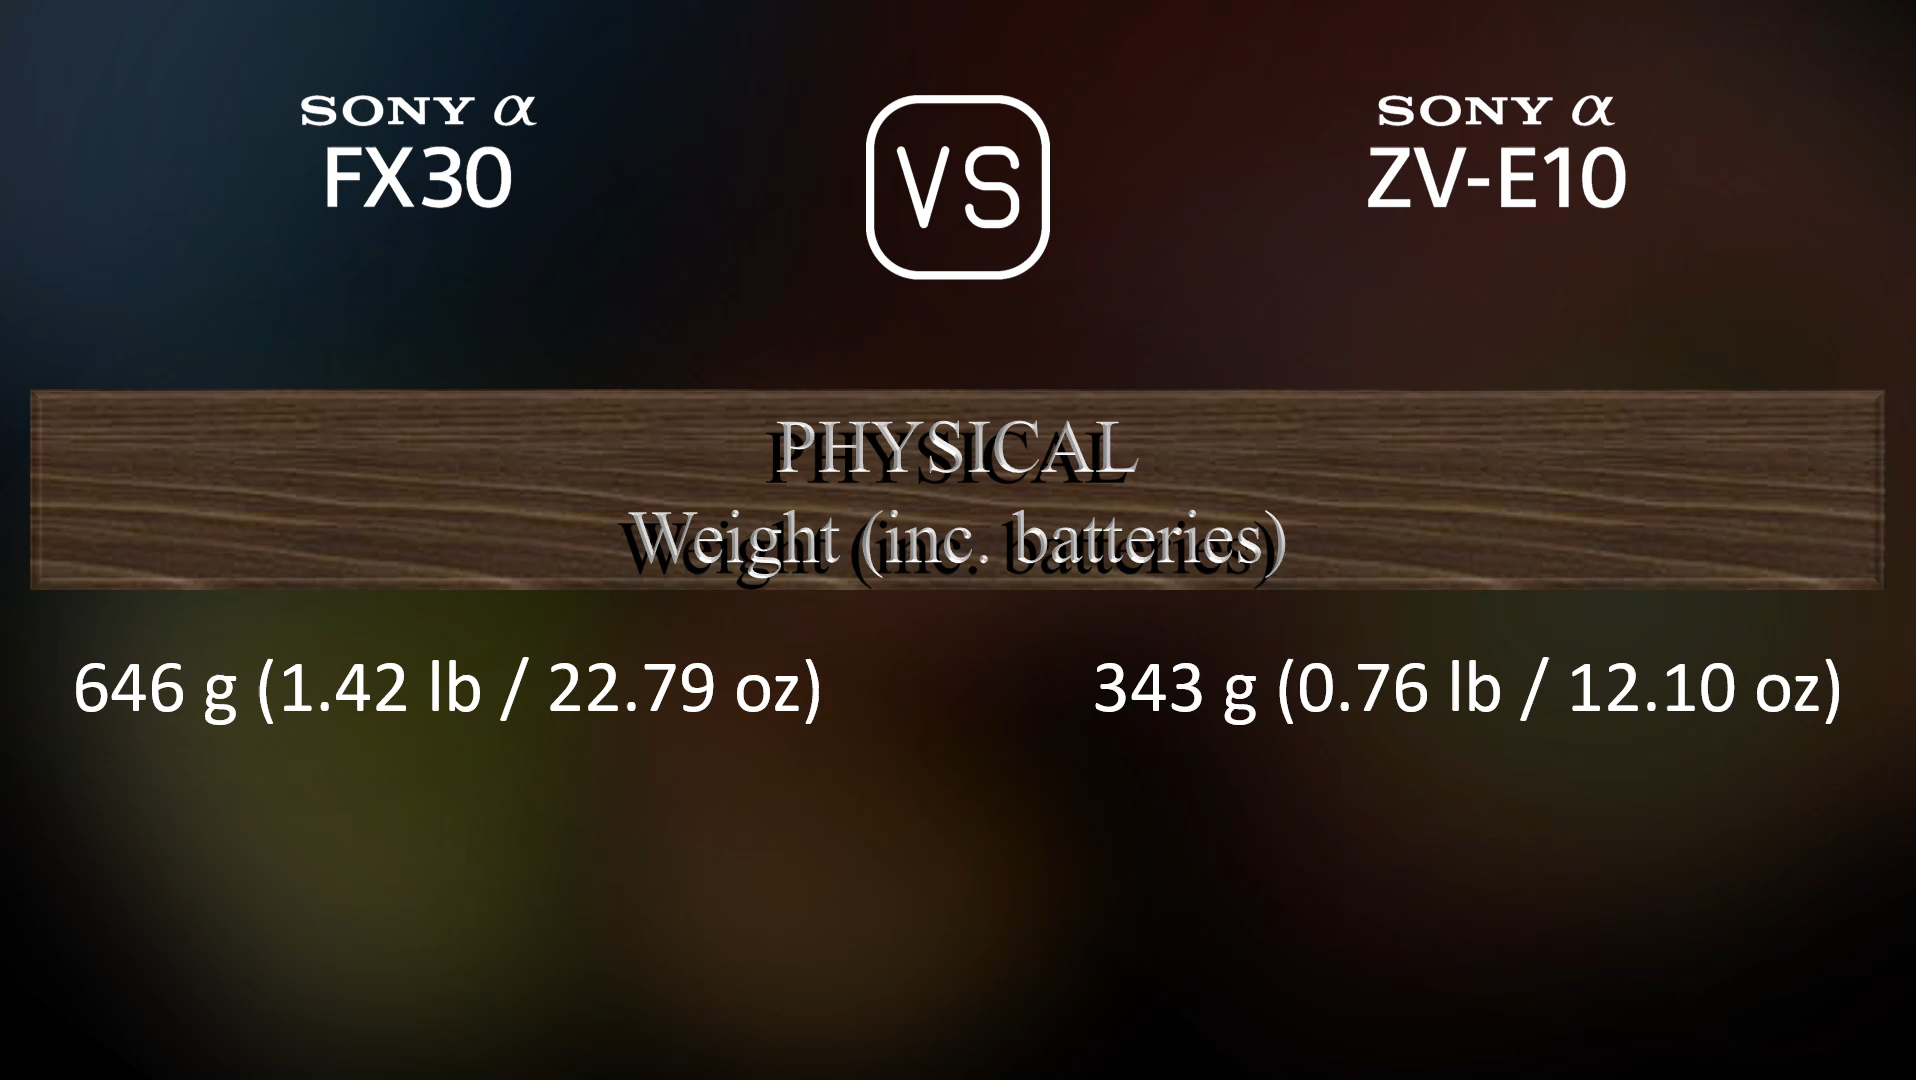 SONY α
FX30
VS
SONY α
ZV-E10
PHYSICAL
Weight (inc. batteries)
646 g (1.42 lb / 22.79 oz)
343 g (0.76 lb / 12.10 oz)